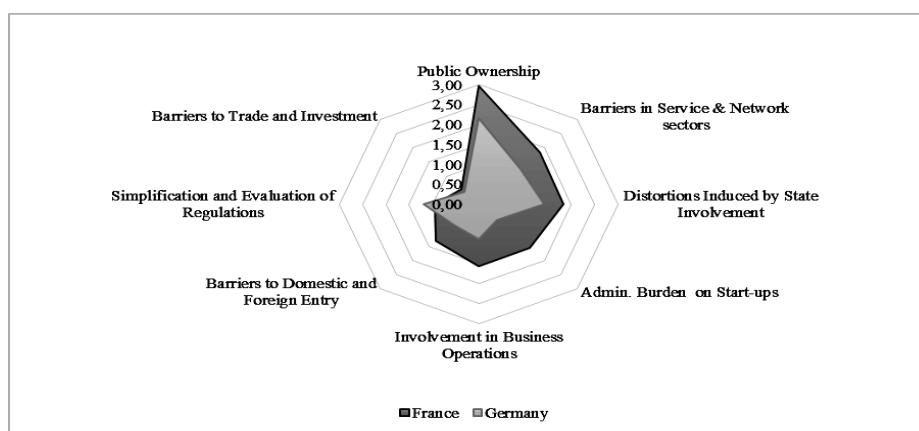 Public Ownership
3,00
2,50
2,00
1,50
1,00
0,50
0,00
Barriers in Service & Network
sectors
Distortions Induced by State
Involvement
Admin. Burden on Start-ups
Involvement in Business
Operations
Barriers to Domestic and
Foreign Entry
Simplification and Evaluation of
Regulations
Barriers to Trade and Investment
France
Germany